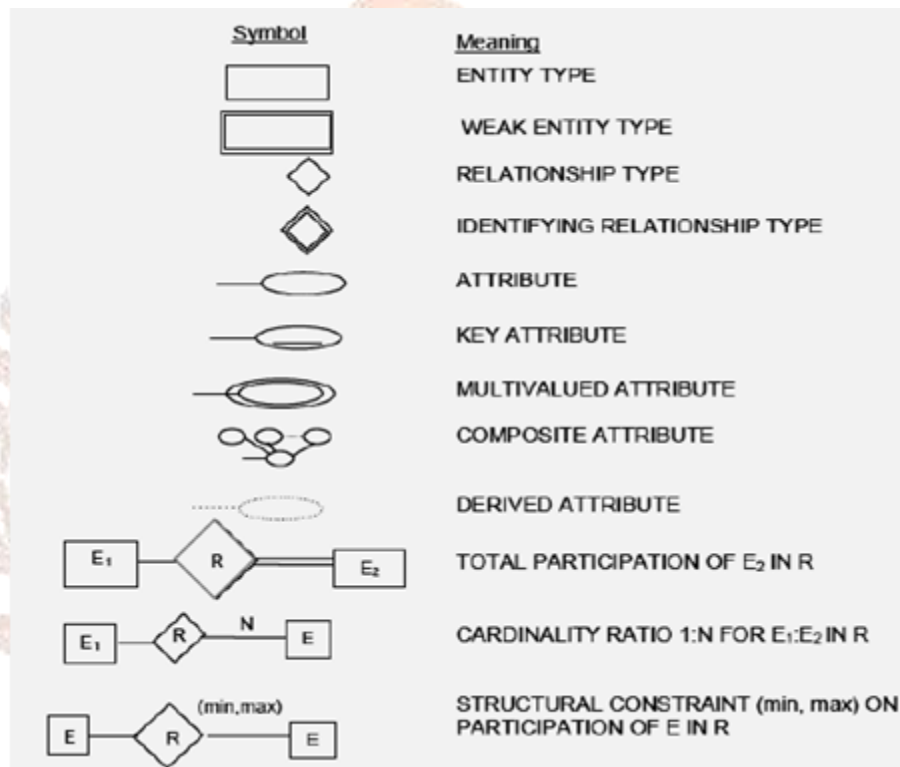 Symbol Meaning
ENTITY TYPE
WEAK ENTITY TYPE
RELATIONSHIP TYPE
IDENTIFYING RELATIONSHIP TYPE
ATTRIBUTE
KEY ATTRIBUTE
MULTIVALUED ATTRIBUTE
COMPOSITE ATTRIBUTE
DERIVED ATTRIBUTE
E₁ R E₂ TOTAL PARTICIPATION OF E₂ IN R
E₁ R N E CARDINALITY RATIO 1:N FOR E₁:E₂ IN R
E R (min,max) E STRUCTURAL CONSTRAINT (min, max) ON
PARTICIPATION OF E IN R